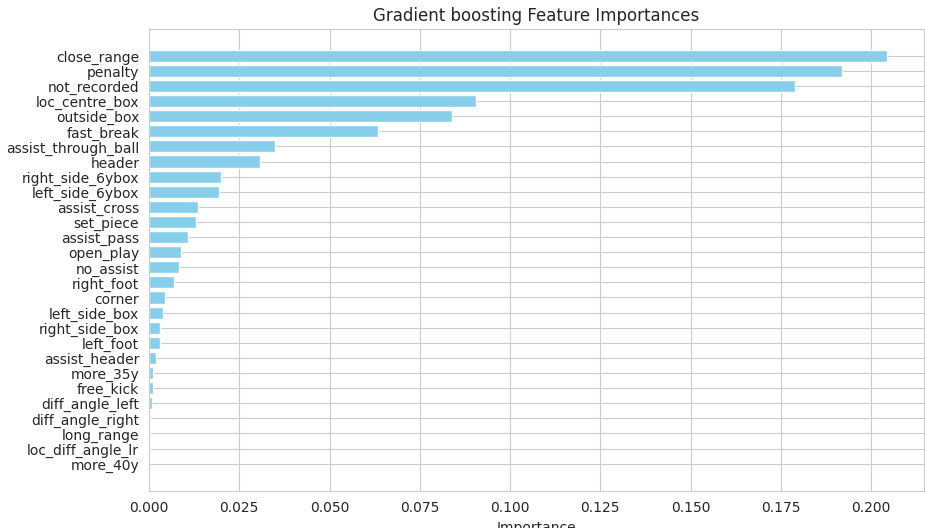 Gradient boosting Feature Importances
close_range
penalty
not_recorded
loc_centre_box
outside_box
fast_break
assist_through_ball
header
right_side_6ybox
left_side_6ybox
assist_cross
set_piece
assist_pass
open_play
no_assist
right_foot
corner
left_side_box
right_side_box
left_foot
assist_header
more_35y
free_kick
diff_angle_left
diff_angle_right
long_range
loc_diff_angle_lr
more_40y
0.000 0.025 0.050 0.075 0.100 0.125 0.150 0.175 0.200
Importance